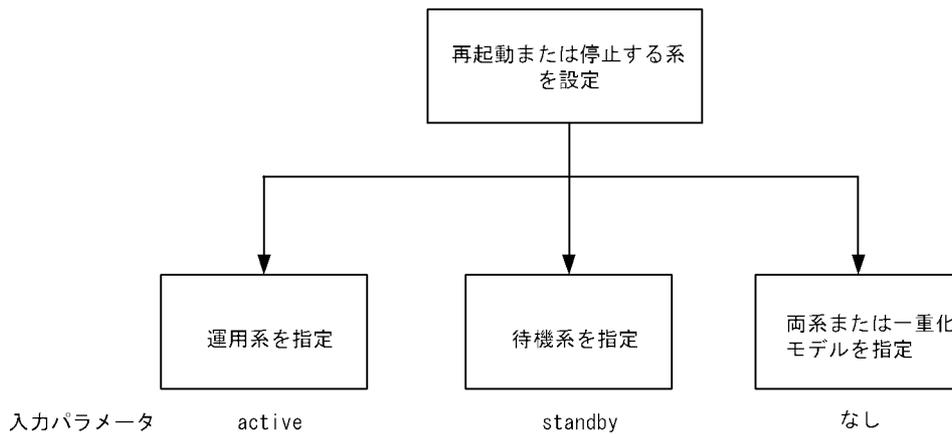 再起動または停止する系
を設定
運用系を指定
待機系を指定
両系または一重化
モデルを指定
入力パラメータ active standby なし